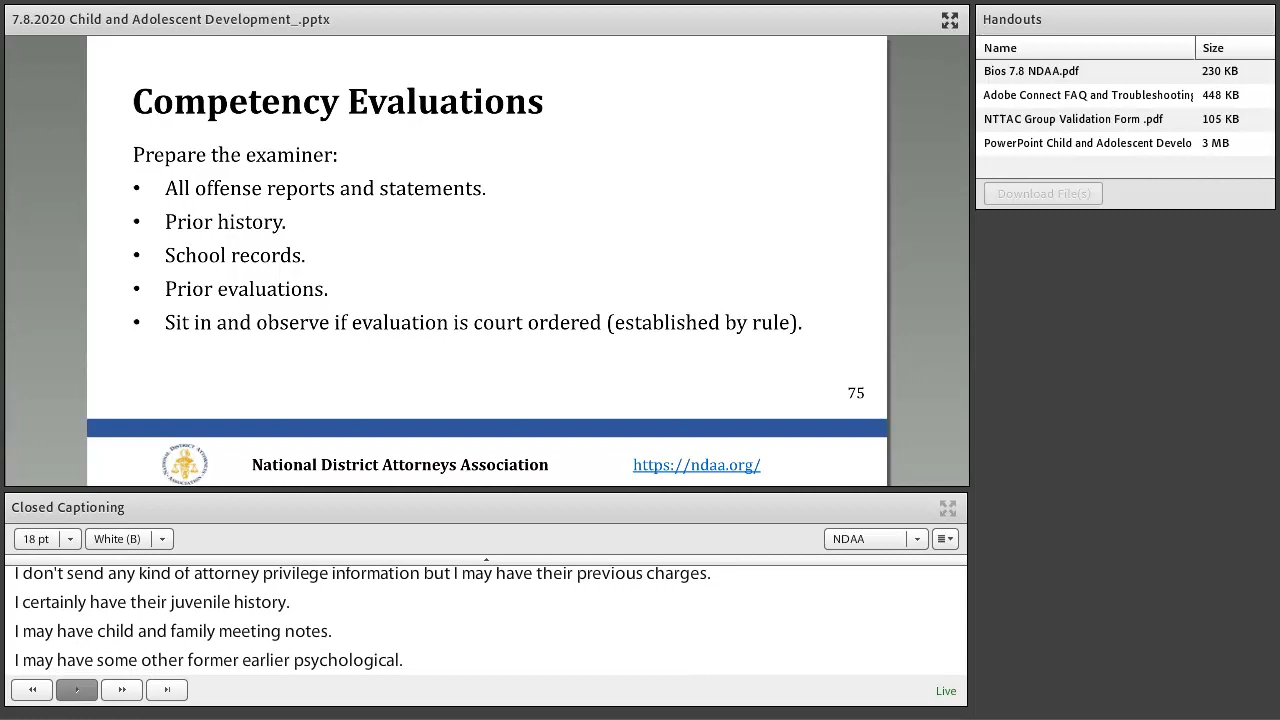 7.8.2020 Child and Adolescent Development_.pptx
Competency Evaluations
Prepare the examiner:
• All offense reports and statements.
• Prior history.
• School records.
• Prior evaluations.
• Sit in and observe if evaluation is court ordered (established by rule).
75
National District Attorneys Association
https://ndaa.org/
Handouts
Name Size
Bios 7.8 NDAA.pdf 230 KB
Adobe Connect FAQ and Troubleshooting 448 KB
NTTAC Group Validation Form .pdf 105 KB
PowerPoint Child and Adolescent Develo 3 MB
Download File(s)
Closed Captioning
18 pt White (B) NDAA
I don't send any kind of attorney privilege information but I may have their previous charges.
I certainly have their juvenile history.
I may have child and family meeting notes.
I may have some other former earlier psychological.
Live